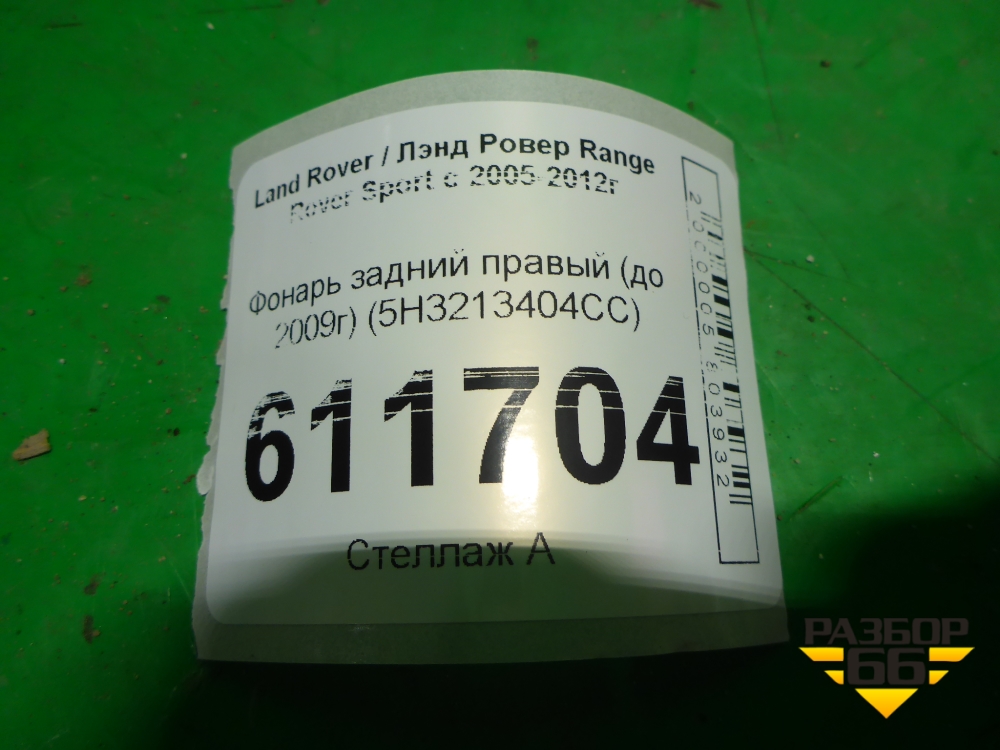 Land Rover / Лэнд Ровер Range
Rover Sport с 2005-2012г
Фонарь задний правый (до
2009г) (5H3213404CC)
611704
Стеллаж А
2000005603932
РАЗБОР
66